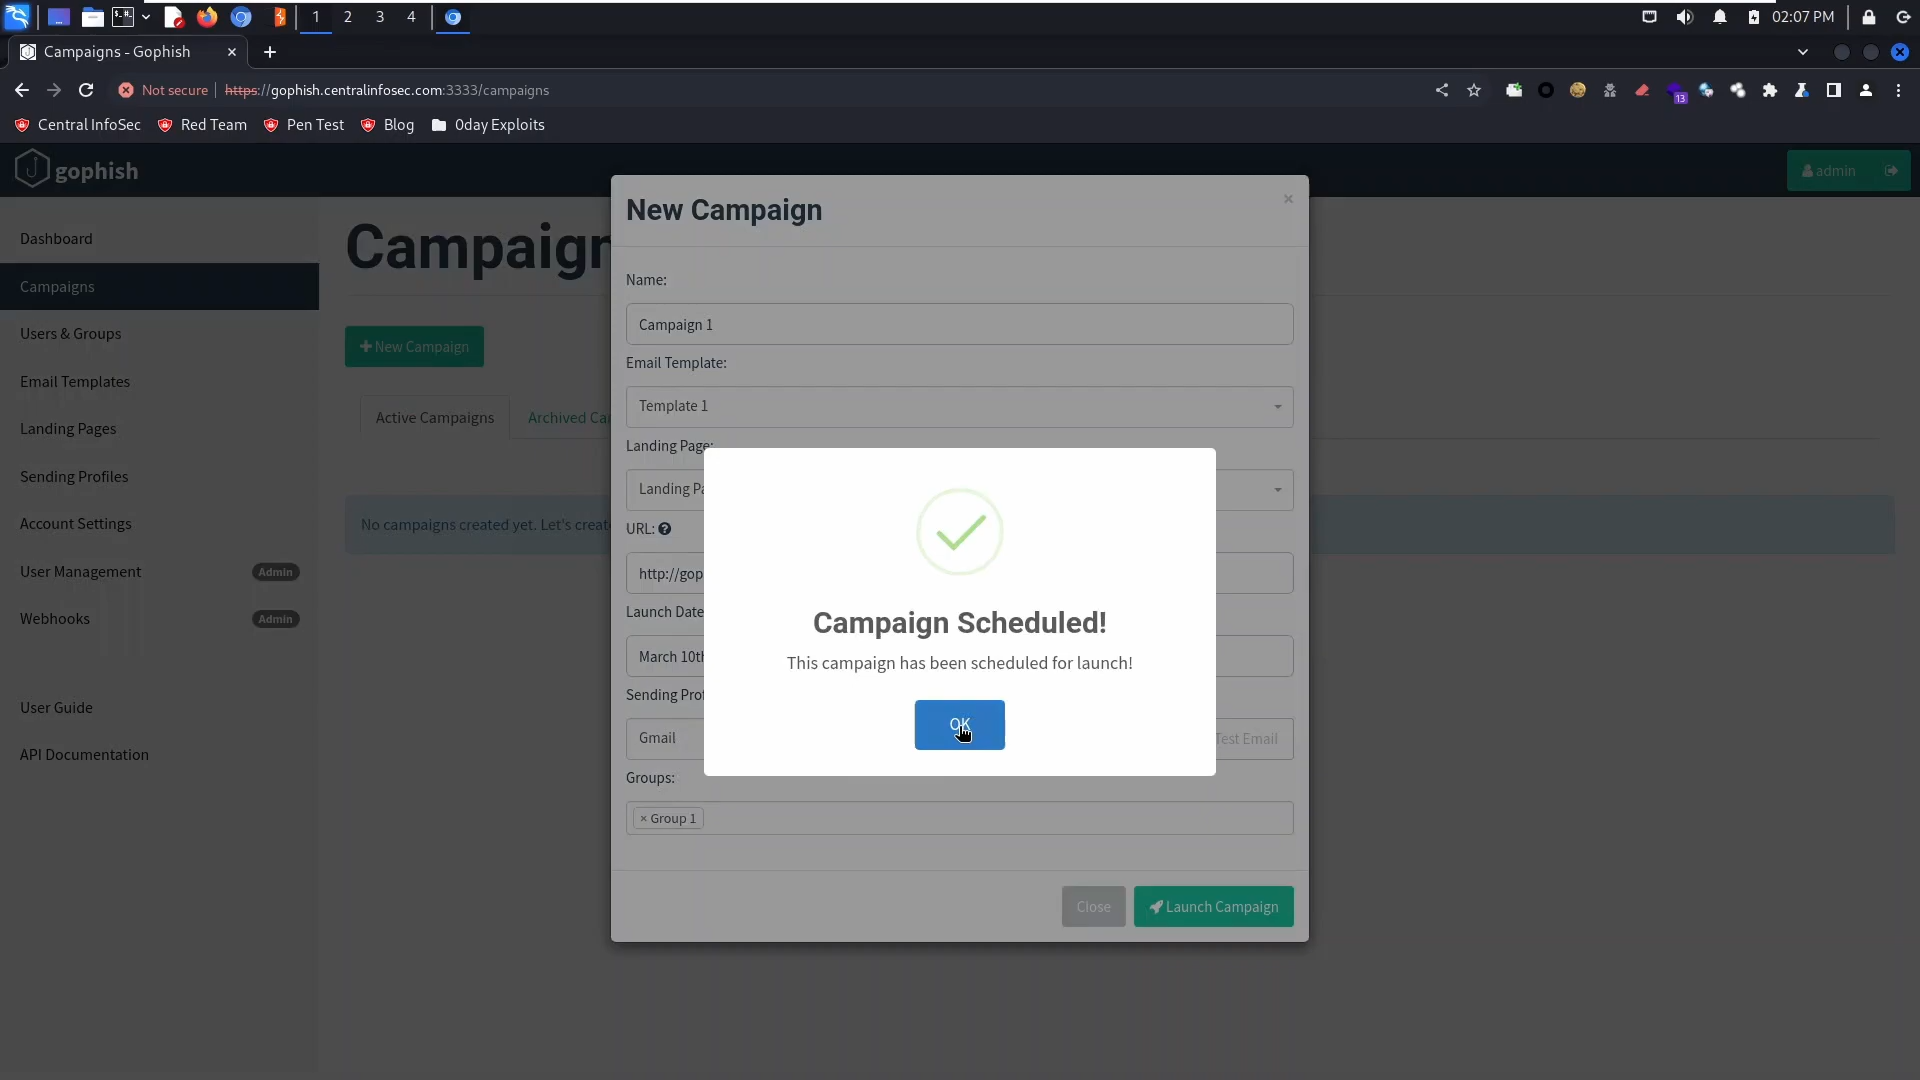 1 2 3 4 02:07 PM
Campaigns - Gophish
Not secure https://gophish.centralinfosec.com:3333/campaigns
13
Central InfoSec Red Team Pen Test Blog 0day Exploits
gophish
admin
Dashboard
Campaigns
Users & Groups
Email Templates
Landing Pages
Sending Profiles
Account Settings
User Management Admin
Webhooks Admin
User Guide
API Documentation
Campaign
New Campaign
Active Campaigns
No campaigns created yet. Let's
New Campaign
×
Name:
Campaign 1
Email Template:
Template 1
Landing Page:
Landing
URL:
http://gop
Launch Date
March 10th
Sending
Gmail
Test Email
Groups:
× Group 1
Close Launch Campaign
Campaign Scheduled!
This campaign has been scheduled for launch!
OK